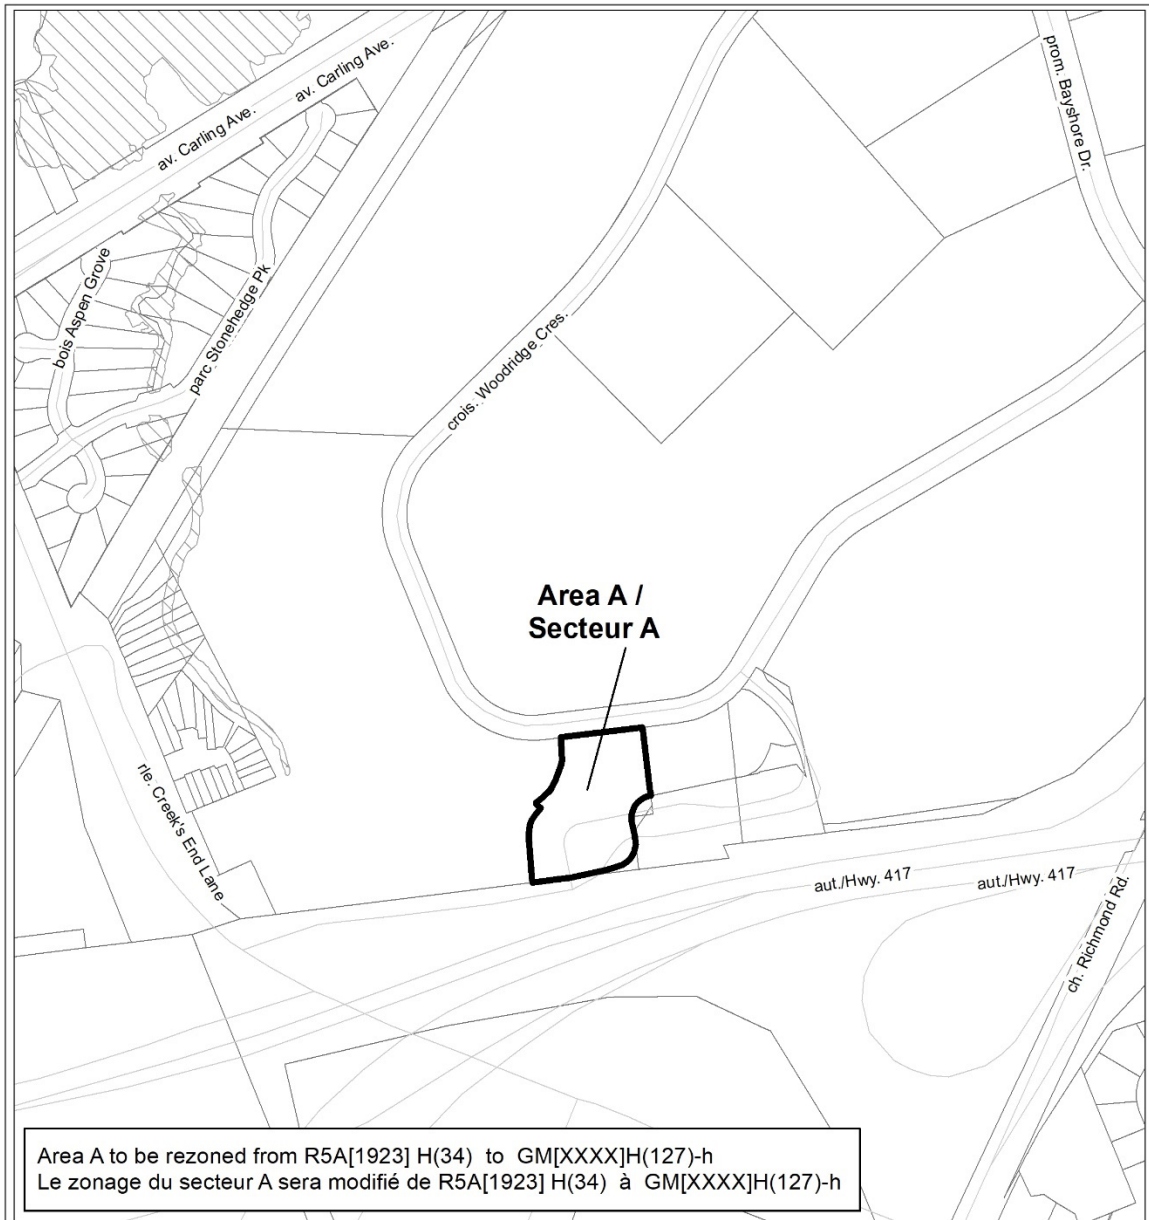 av. Carling Ave.
av. Carling Ave.
prom. Bayshore Dr.
bois Aspen Grove
parc Stonehedge Pk
crois. Woodridge Cres.
Area A /
Secteur A
rle. Creek's End Lane
aut./Hwy. 417
aut./Hwy. 417
ch. Richmond Rd.
Area A to be rezoned from R5A[1923] H(34) to GM[XXXX]H(127)-h
Le zonage du secteur A sera modifié de R5A[1923] H(34) à GM[XXXX]H(127)-h